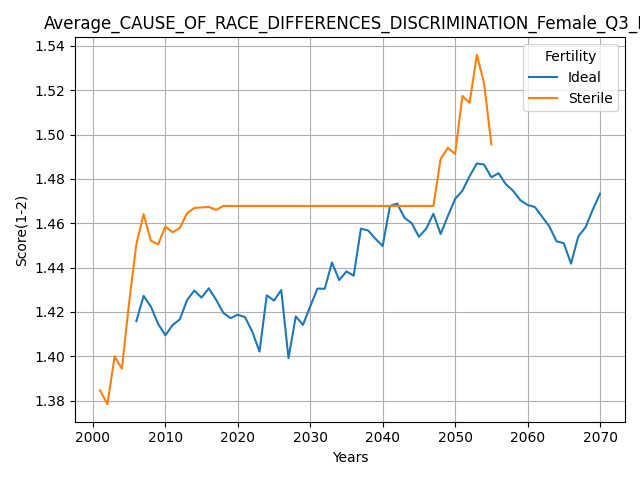 Average_CAUSE_OF_RACE_DIFFERENCES_DISCRIMINATION_Female_Q3_
Fertility
Ideal
Sterile
Score(1-2)
1.54
1.52
1.50
1.48
1.46
1.44
1.42
1.40
1.38
2000 2010 2020 2030 2040 2050 2060 2070
Years